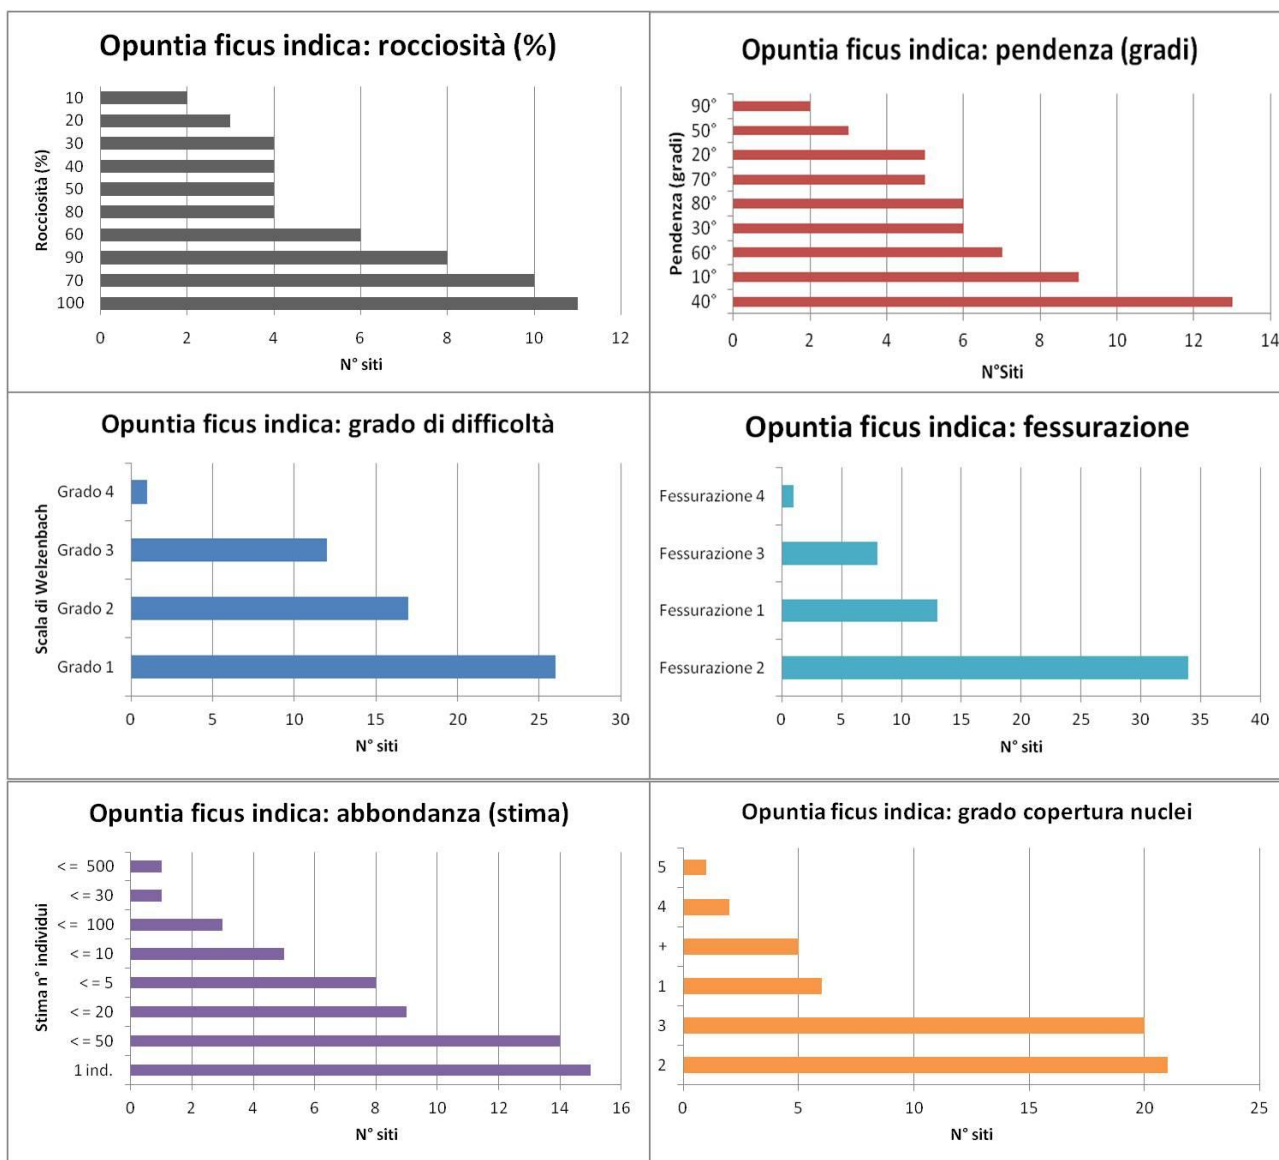 Opuntia ficus indica: rocciosità (%)
Rocciosità (%)
10
20
30
40
50
80
60
90
70
100
0 2 4 6 8 10 12
N° siti
Opuntia ficus indica: pendenza (gradi)
Pendenza (gradi)
90°
50°
20°
70°
80°
30°
60°
10°
40°
0 2 4 6 8 10 12 14
N°Siti
Opuntia ficus indica: grado di difficoltà
Scala di Welzenbach
Grado 4
Grado 3
Grado 2
Grado 1
0 5 10 15 20 25 30
N° siti
Opuntia ficus indica: fessurazione
Fessurazione 4
Fessurazione 3
Fessurazione 1
Fessurazione 2
0 5 10 15 20 25 30 35 40
N° siti
Opuntia ficus indica: abbondanza (stima)
Stima n° individui
< = 500
< = 30
< = 100
< = 10
< = 5
< = 20
< = 50
1 ind.
0 2 4 6 8 10 12 14 16
N° siti
Opuntia ficus indica: grado copertura nuclei
5
4
+
1
3
2
0 5 10 15 20 25
N° siti